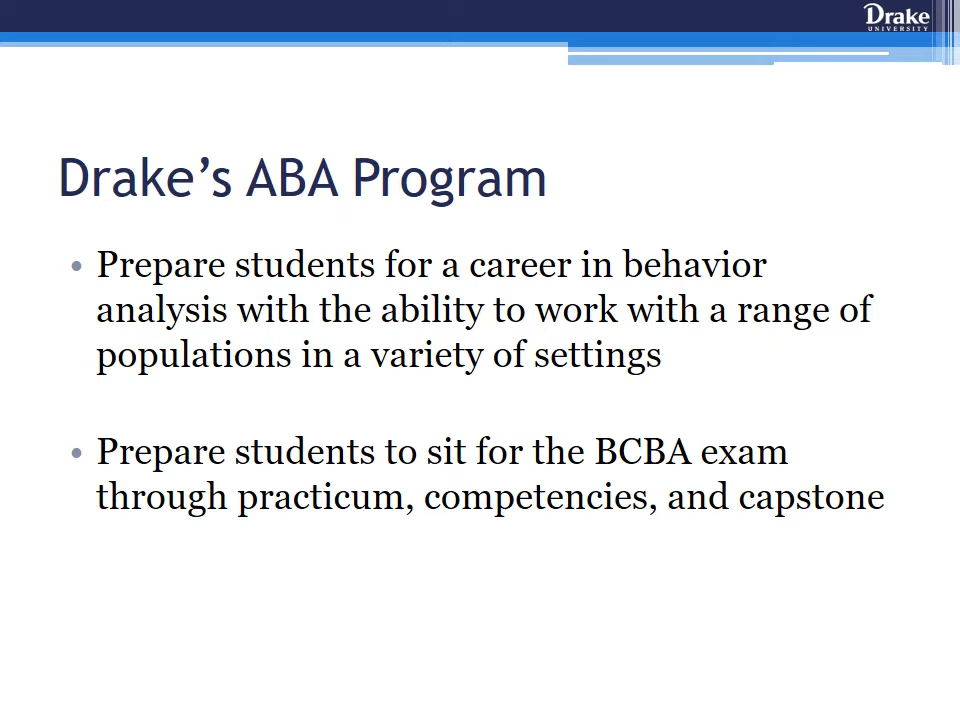 Drake
UNIVERSITY
Drake’s ABA Program
• Prepare students for a career in behavior
analysis with the ability to work with a range of
populations in a variety of settings
• Prepare students to sit for the BCBA exam
through practicum, competencies, and capstone